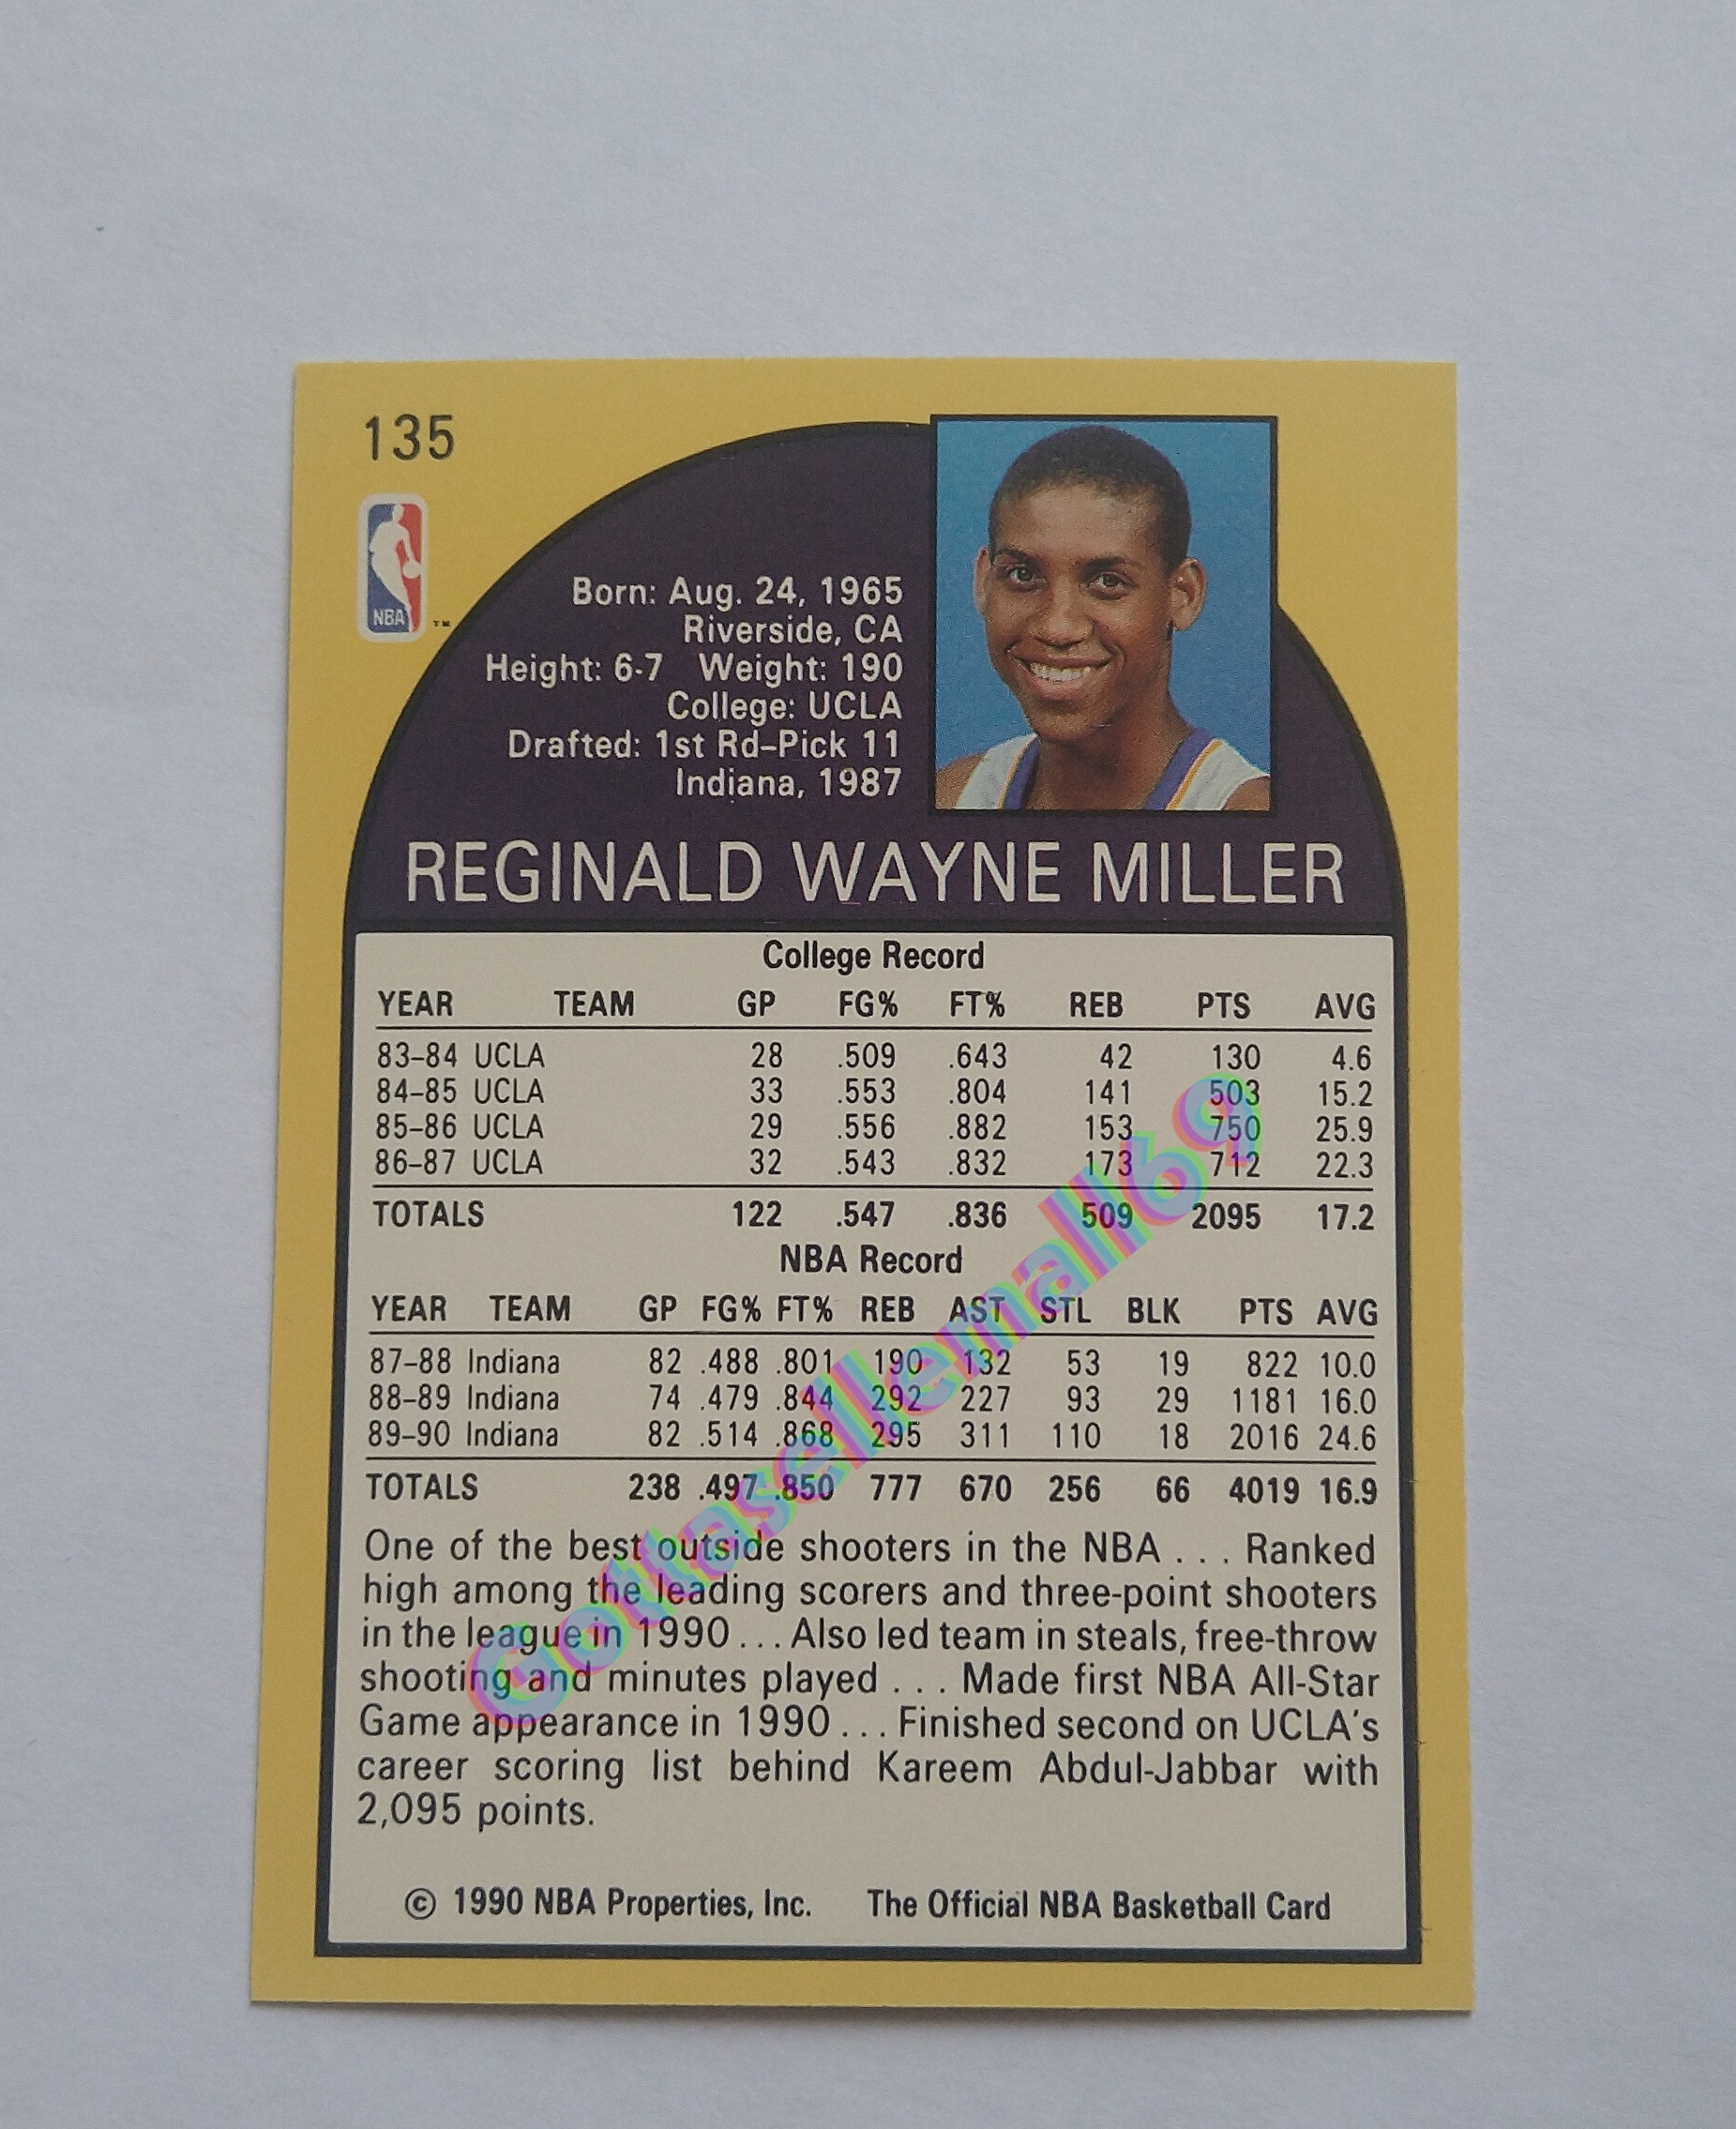 135
NBA
™
Born: Aug. 24, 1965
Riverside, CA
Height: 6-7 Weight: 190
College: UCLA
Drafted: 1st Rd–Pick 11
Indiana, 1987
REGINALD WAYNE MILLER
College Record
YEAR TEAM GP FG% FT% REB PTS AVG
83–84 UCLA 28 .509 .643 42 130 4.6
84–85 UCLA 33 .553 .804 141 503 15.2
85–86 UCLA 29 .556 .882 153 750 25.9
86–87 UCLA 32 .543 .832 173 712 22.3
TOTALS 122 .547 .836 509 2095 17.2
NBA Record
YEAR TEAM GP FG% FT% REB AST STL BLK PTS AVG
87–88 Indiana 82 .488 .801 190 132 53 19 822 10.0
88–89 Indiana 74 .479 .844 292 227 93 29 1181 16.0
89–90 Indiana 82 .514 .868 295 311 110 18 2016 24.6
TOTALS 238 .497 .850 777 670 256 66 4019 16.9
One of the best outside shooters in the NBA . . . Ranked
high among the leading scorers and three-point shooters
in the league in 1990 . . . Also led team in steals, free-throw
shooting and minutes played . . . Made first NBA All-Star
Game appearance in 1990 . . . Finished second on UCLA's
career scoring list behind Kareem Abdul-Jabbar with
2,095 points.
© 1990 NBA Properties, Inc. The Official NBA Basketball Card
Gottasellemall69